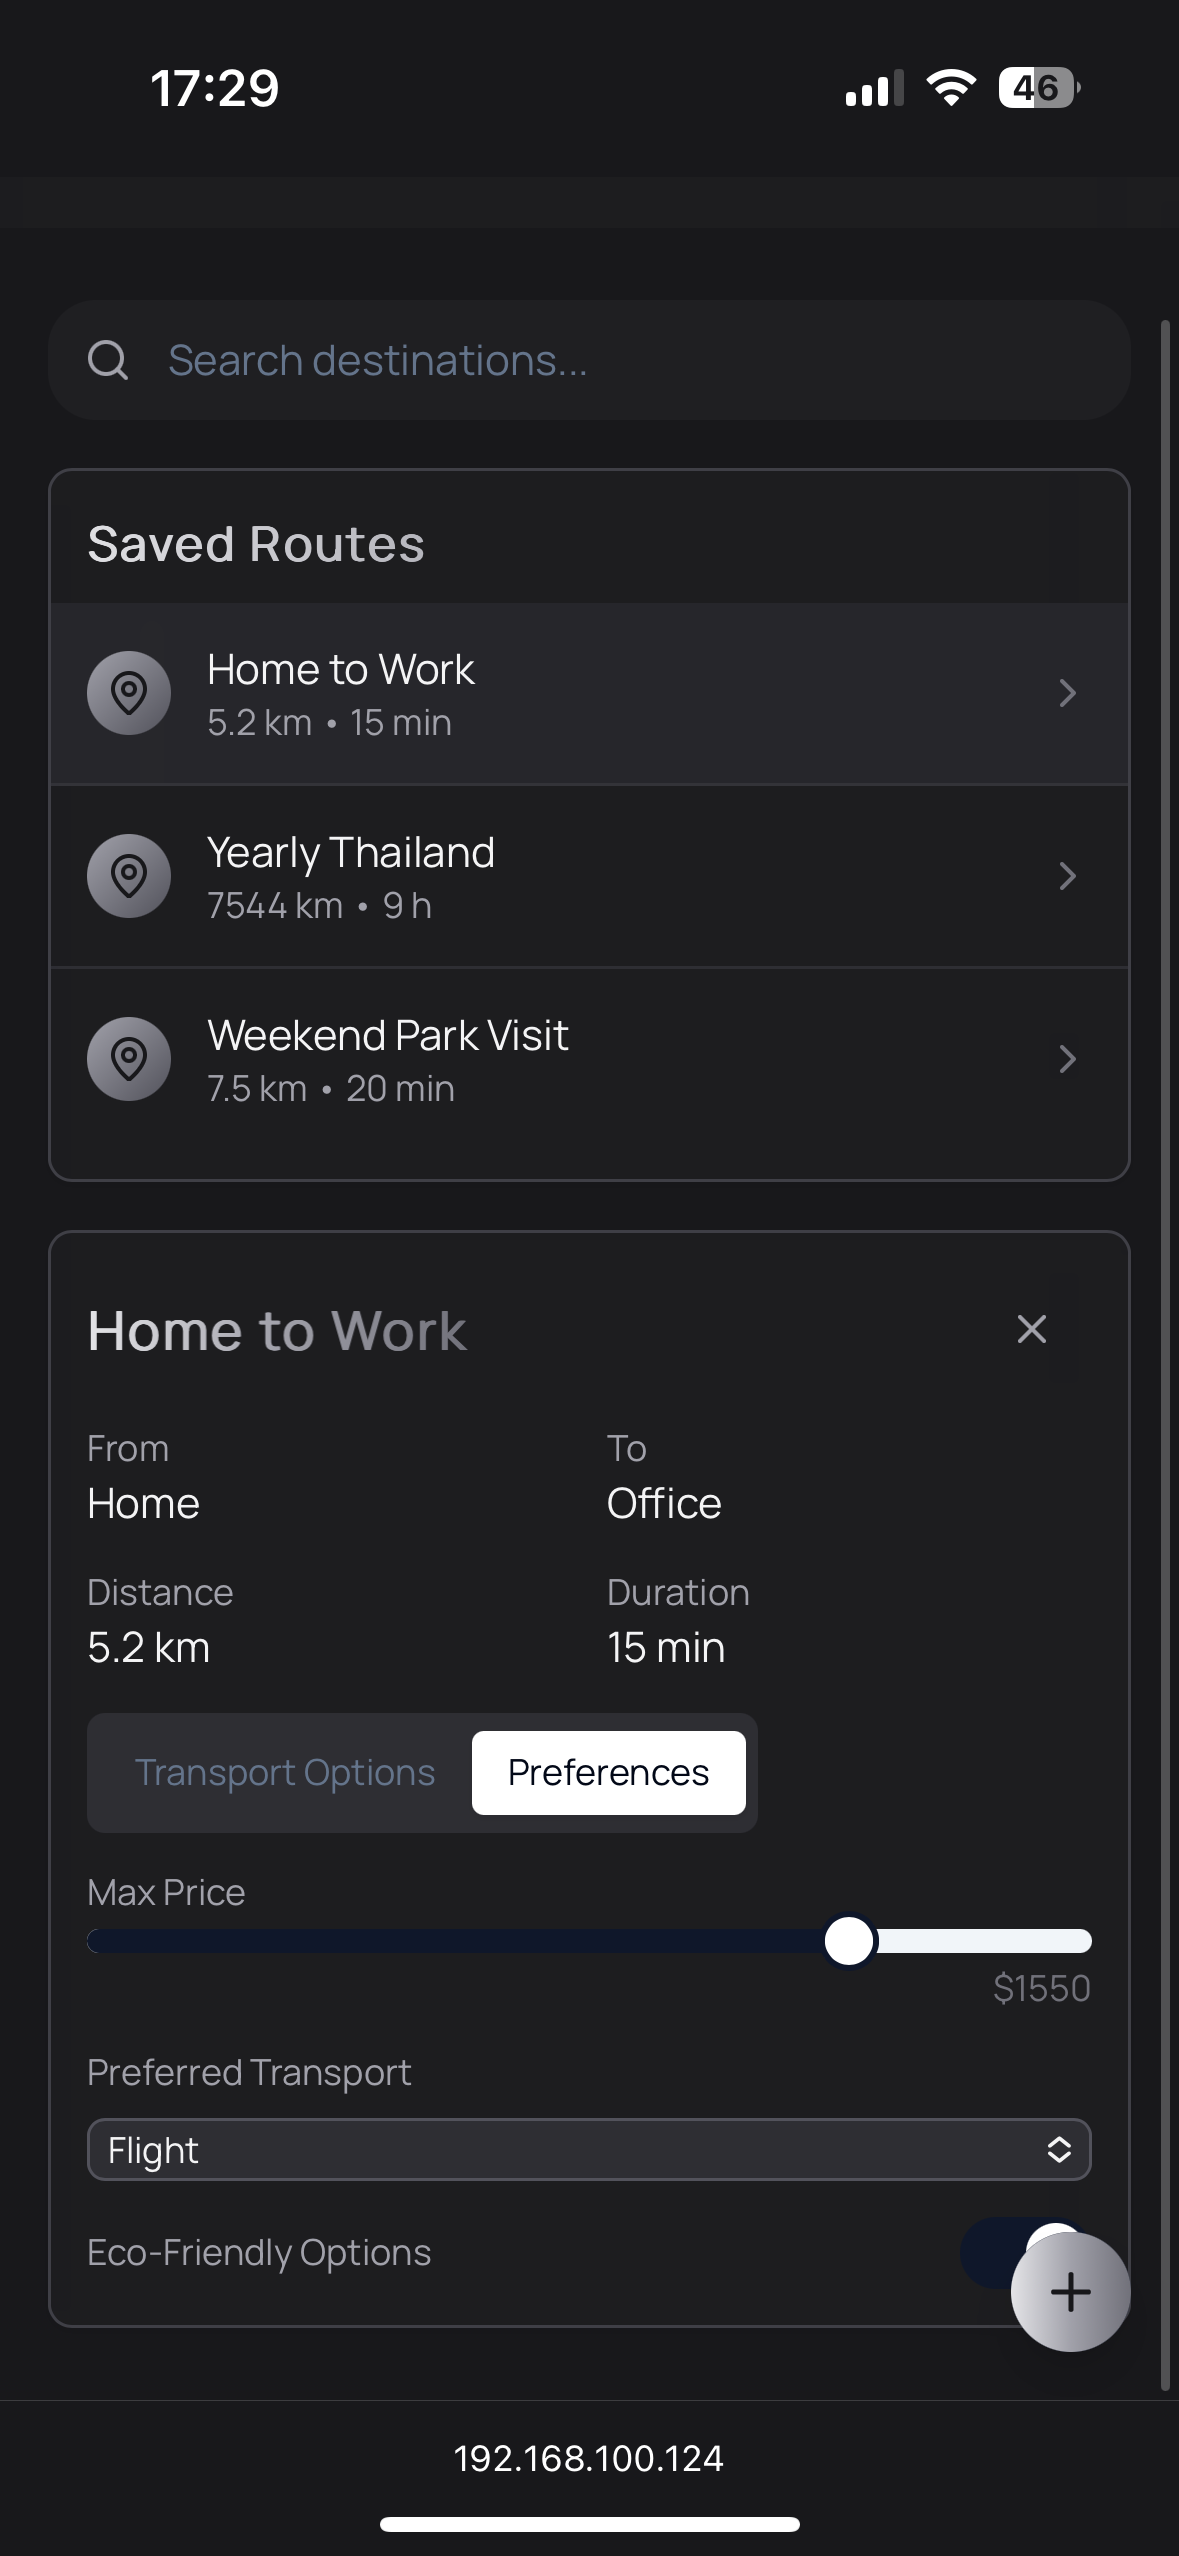 17:29
46
Search destinations...
Saved Routes
Home to Work
5.2 km • 15 min
Yearly Thailand
7544 km • 9 h
Weekend Park Visit
7.5 km • 20 min
Home to Work
From
To
Home
Office
Distance
Duration
5.2 km
15 min
Transport Options
Preferences
Max Price
$1550
Preferred Transport
Flight
Eco-Friendly Options
192.168.100.124